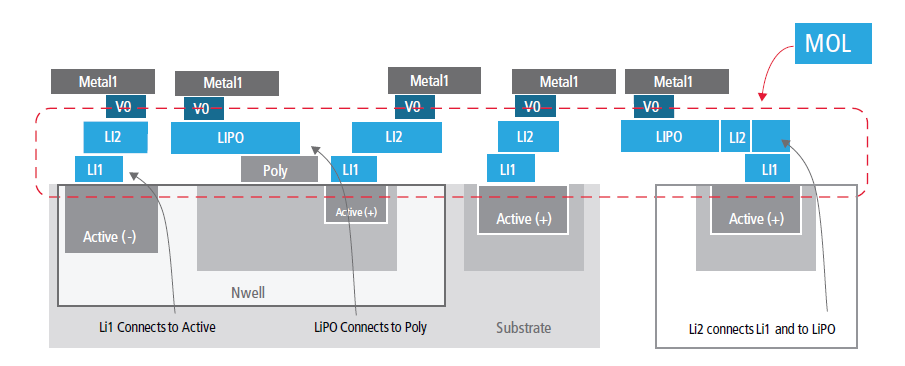 MOL
Metal1
Metal1
Metal1
Metal1
Metal1
V0
V0
V0
V0
V0
LI2
LIPO
LI2
LI2
LIPO
LI2
LI1
Poly
LI1
LI1
LI1
Active (-)
Active (+)
Active (+)
Active (+)
Nwell
Li1 Connects to Active
LiPO Connects to Poly
Substrate
Li2 connects Li1 and to LiPO